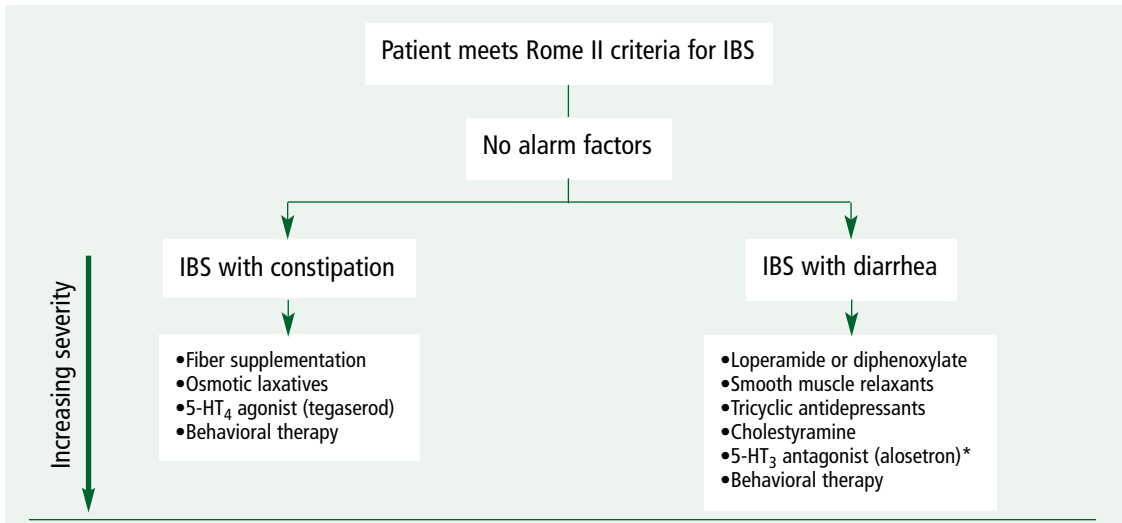 Patient meets Rome II criteria for IBS
No alarm factors
IBS with constipation
IBS with diarrhea
Increasing severity
•Fiber supplementation
•Osmotic laxatives
•5-HT₄ agonist (tegaserod)
•Behavioral therapy
•Loperamide or diphenoxylate
•Smooth muscle relaxants
•Tricyclic antidepressants
•Cholestyramine
•5-HT₃ antagonist (alosetron)*
•Behavioral therapy